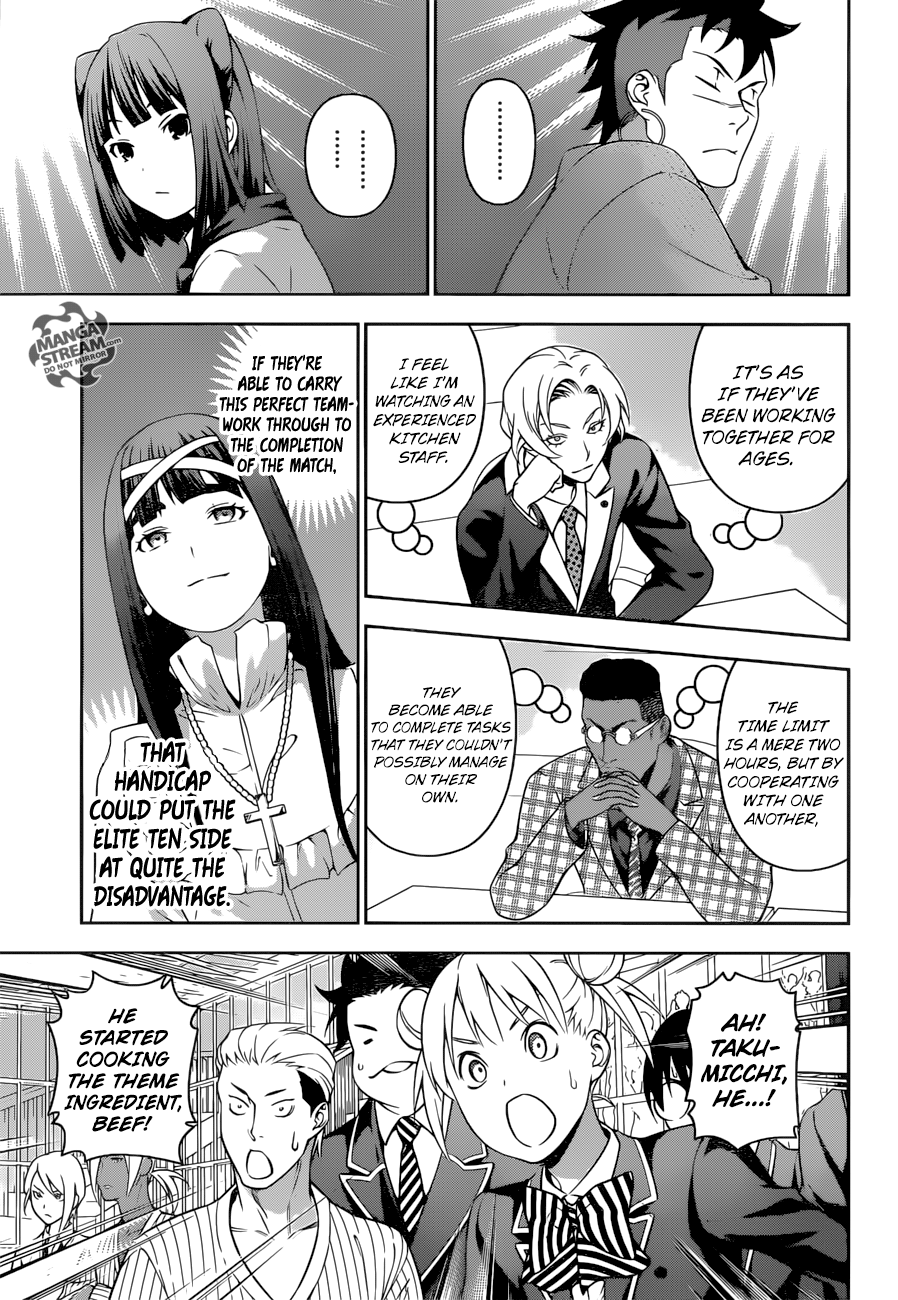 ............
......
......
IT'S AS
IF THEY'VE
BEEN WORKING
TOGETHER FOR
AGES.
I FEEL
LIKE I'M
WATCHING AN
EXPERIENCED
KITCHEN
STAFF.
THE
TIME LIMIT
IS A MERE TWO
HOURS, BUT BY
COOPERATING
WITH ONE
ANOTHER,
THEY
BECOME ABLE
TO COMPLETE TASKS
THAT THEY COULDN'T
POSSIBLY MANAGE
ON THEIR
OWN.
IF THEY'RE
ABLE TO CARRY
THIS PERFECT TEAM-
WORK THROUGH TO
THE COMPLETION
OF THE MATCH,
THAT
HANDICAP
COULD PUT THE
ELITE TEN SIDE
AT QUITE THE
DISADVANTAGE.
MANGA
STREAM.com
DO NOT MIRROR
AH!
TAKU-
MICCHI,
HE...!
HE
STARTED
COOKING
THE THEME
INGREDIENT,
BEEF!